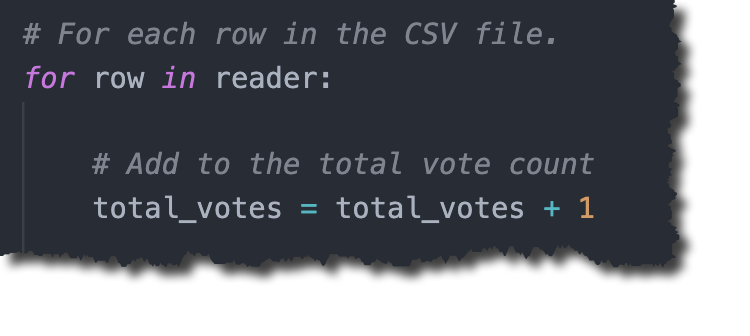 # For each row in the CSV file.
for row in reader:
# Add to the total vote count
total_votes = total_votes + 1